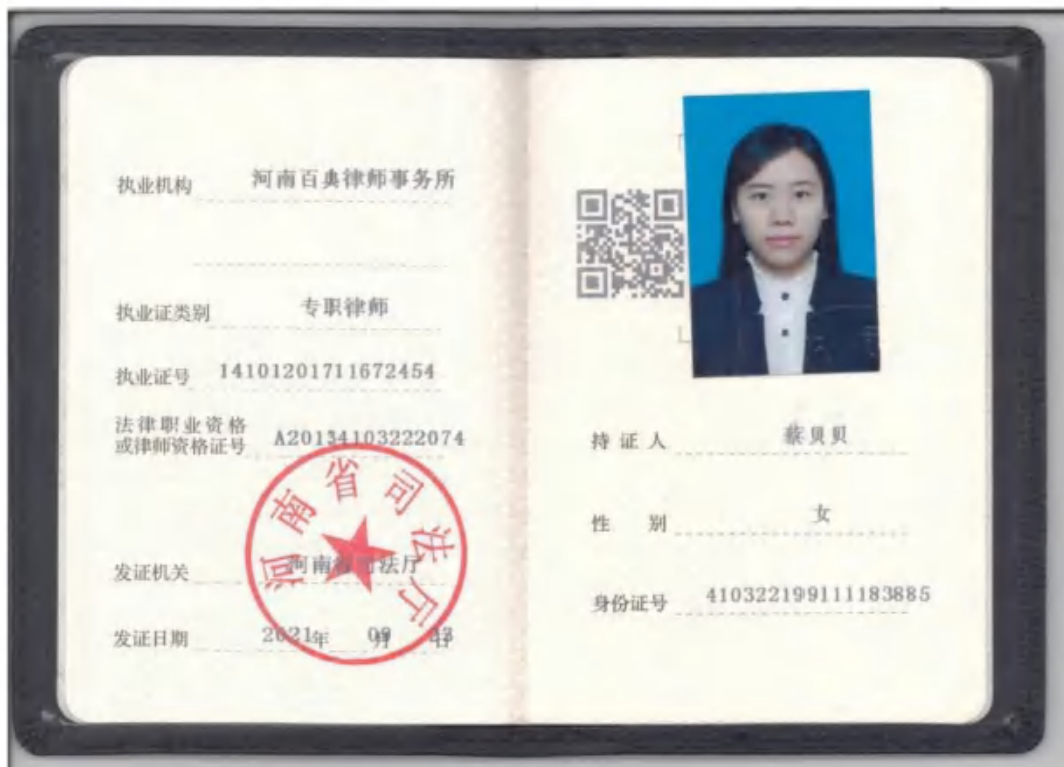 执业机构 河南百典律师事务所
执业证类别 专职律师
执业证号 14101201711672454
法律职业资格
或律师资格证号 A20134103222074
发证机关 河南省司法厅
发证日期 2021年 月 日
河南省司法厅
持证人 蔡贝贝
性 别 女
身份证号 410322199111183885